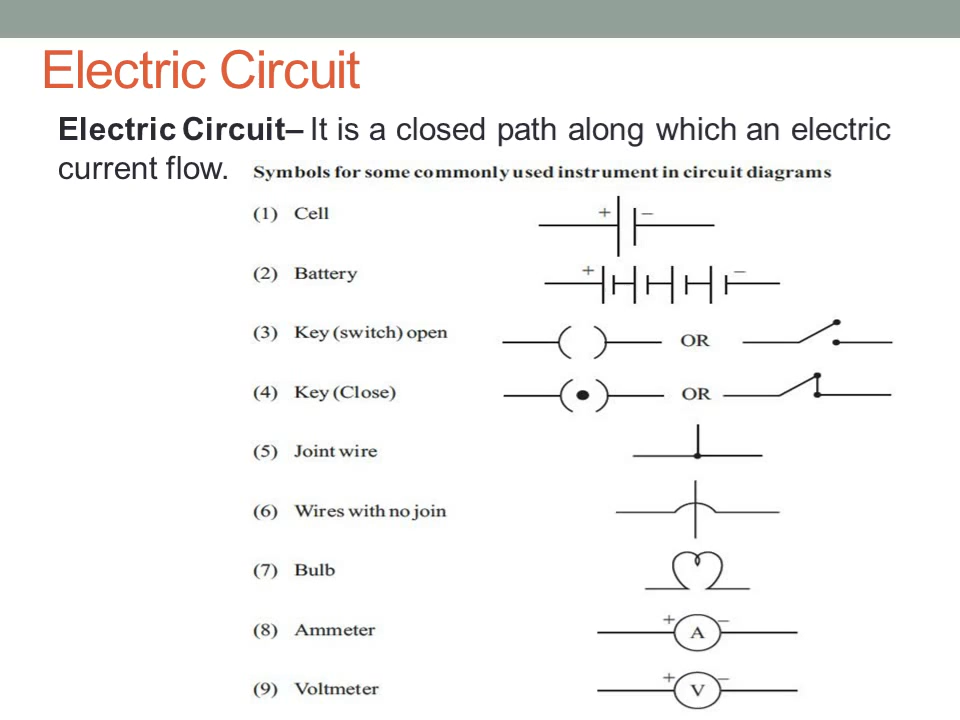 Electric Circuit
Electric Circuit– It is a closed path along which an electric
current flow.
Symbols for some commonly used instrument in circuit diagrams
(1) Cell + −
(2) Battery + −
(3) Key (switch) open OR
(4) Key (Close) OR
(5) Joint wire
(6) Wires with no join
(7) Bulb
(8) Ammeter + A −
(9) Voltmeter + V −